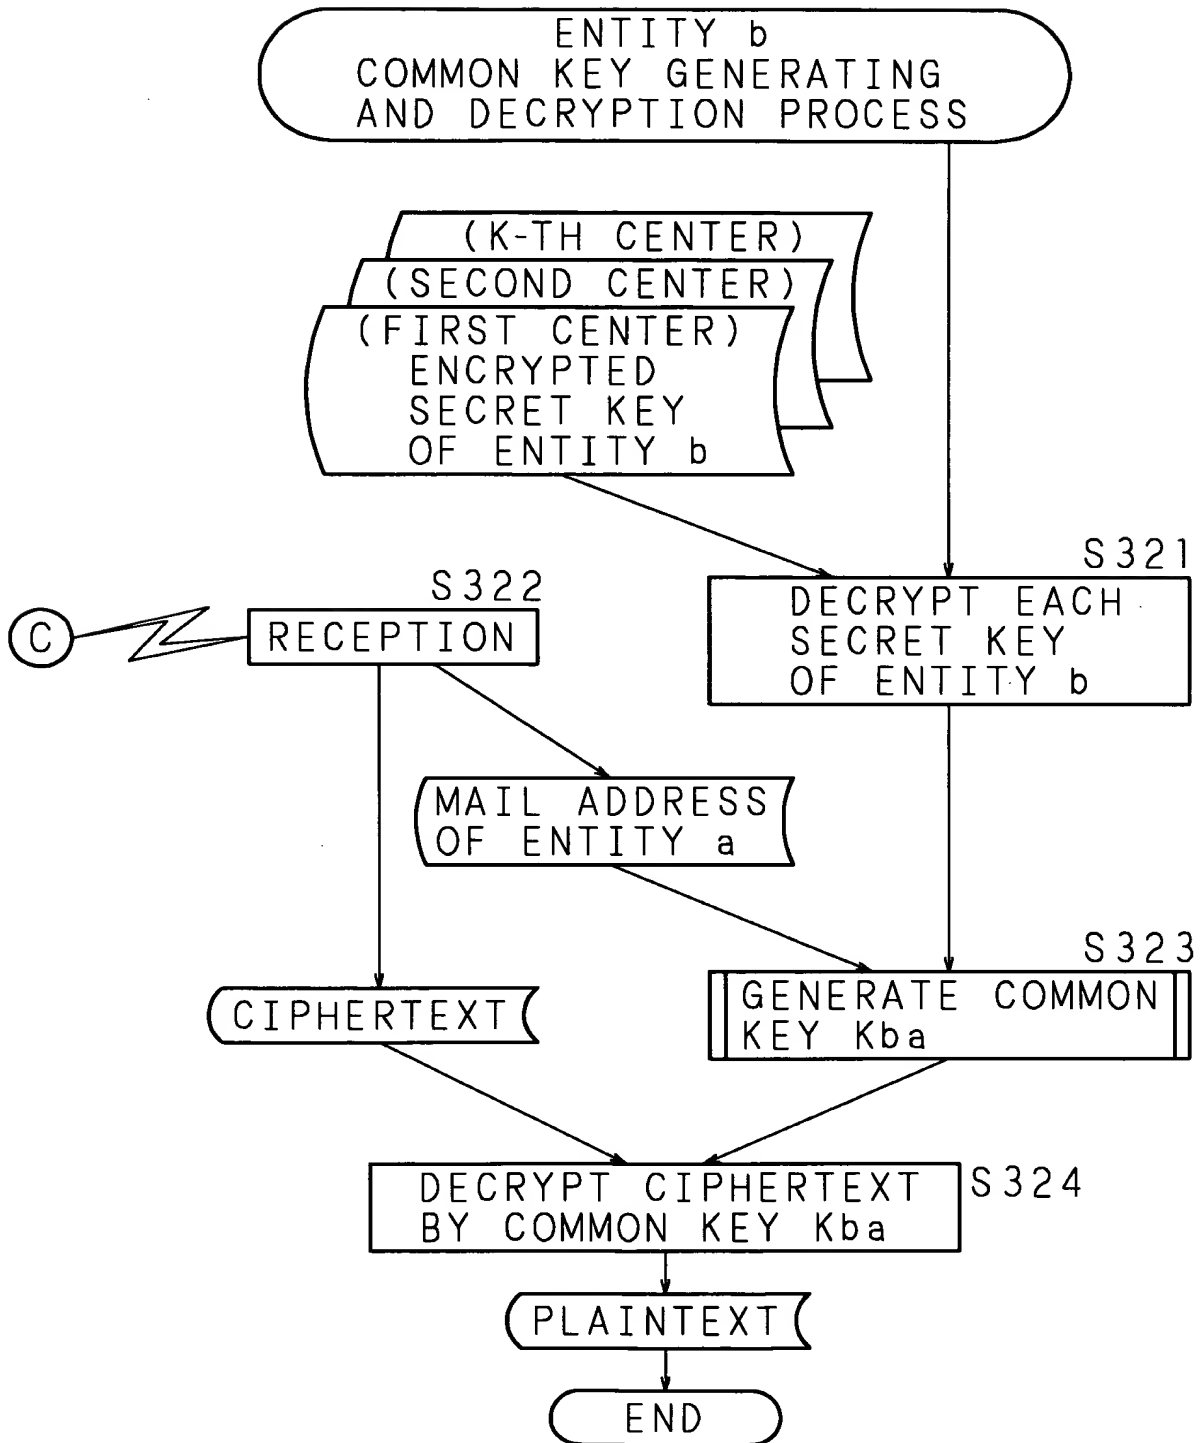 ENTITY b
COMMON KEY GENERATING
AND DECRYPTION PROCESS
(K-TH CENTER)
(SECOND CENTER)
(FIRST CENTER)
ENCRYPTED
SECRET KEY
OF ENTITY b
S321
DECRYPT EACH
SECRET KEY
OF ENTITY b
S322
C
RECEPTION
MAIL ADDRESS
OF ENTITY a
S323
GENERATE COMMON
KEY Kba
CIPHERTEXT
DECRYPT CIPHERTEXT
BY COMMON KEY Kba
S324
PLAINTEXT
END